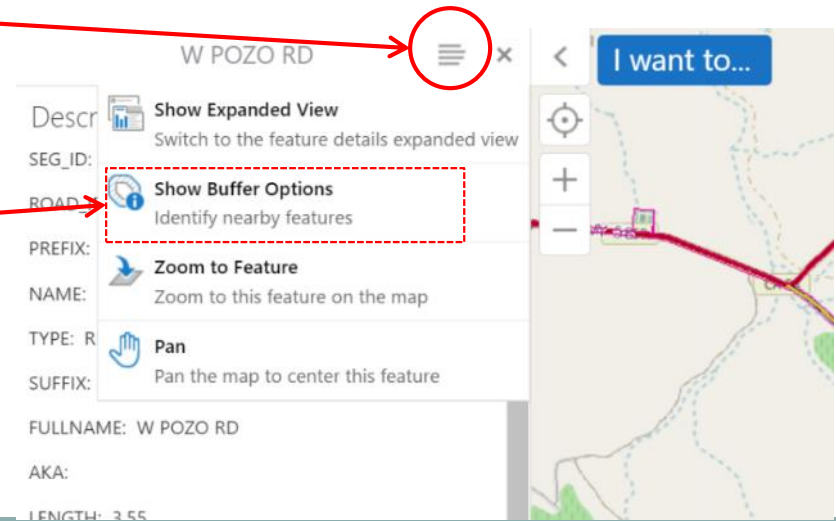 W POZO RD
I want to...
Descr
Show Expanded View
Switch to the feature details expanded view
SEG_ID:
Show Buffer Options
ROAD_
Identify nearby features
PREFIX:
Zoom to Feature
NAME:
Zoom to this feature on the map
TYPE: R
Pan
Pan the map to center this feature
SUFFIX:
FULLNAME: W POZO RD
AKA:
LENGTH: 3.55